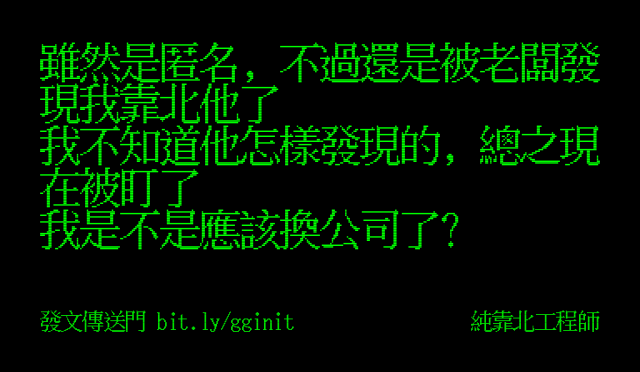 雖然是匿名，不過還是被老闆發
現我靠北他了
我不知道他怎樣發現的，總之現
在被盯了
我是不是應該換公司了?
發文傳送門 bit.ly/gginit
純靠北工程師